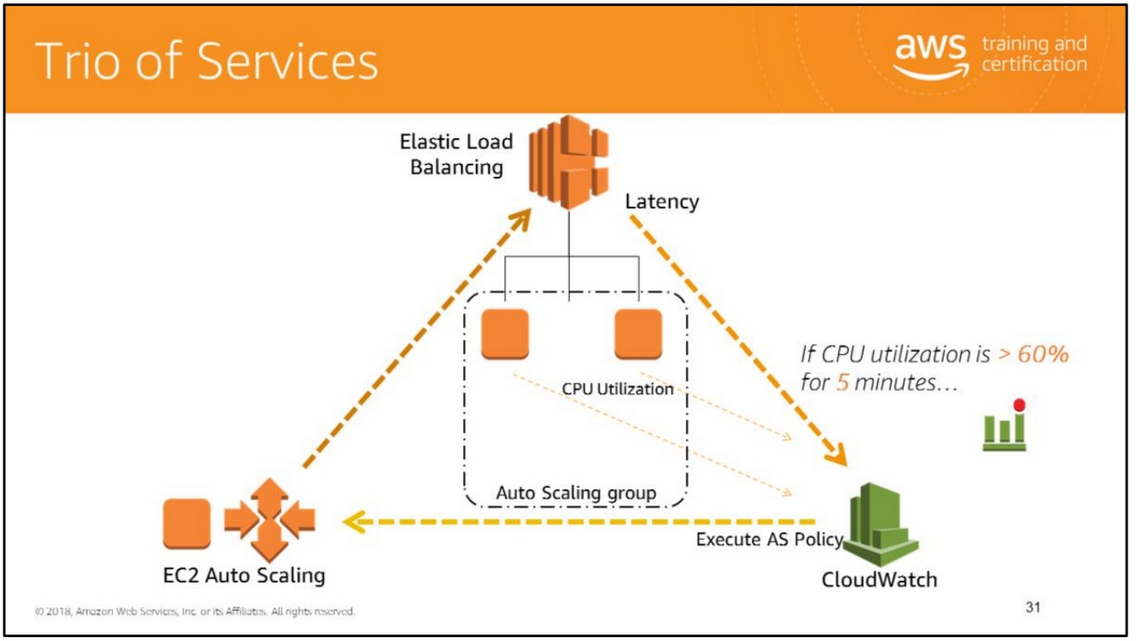 Trio of Services
aws training and
certification
Elastic Load
Balancing
Latency
If CPU utilization is > 60%
for 5 minutes...
CPU Utilization
Auto Scaling group
Execute AS Policy
EC2 Auto Scaling
CloudWatch
© 2018, Amazon Web Services, Inc. or its Affiliates. All rights reserved.
31